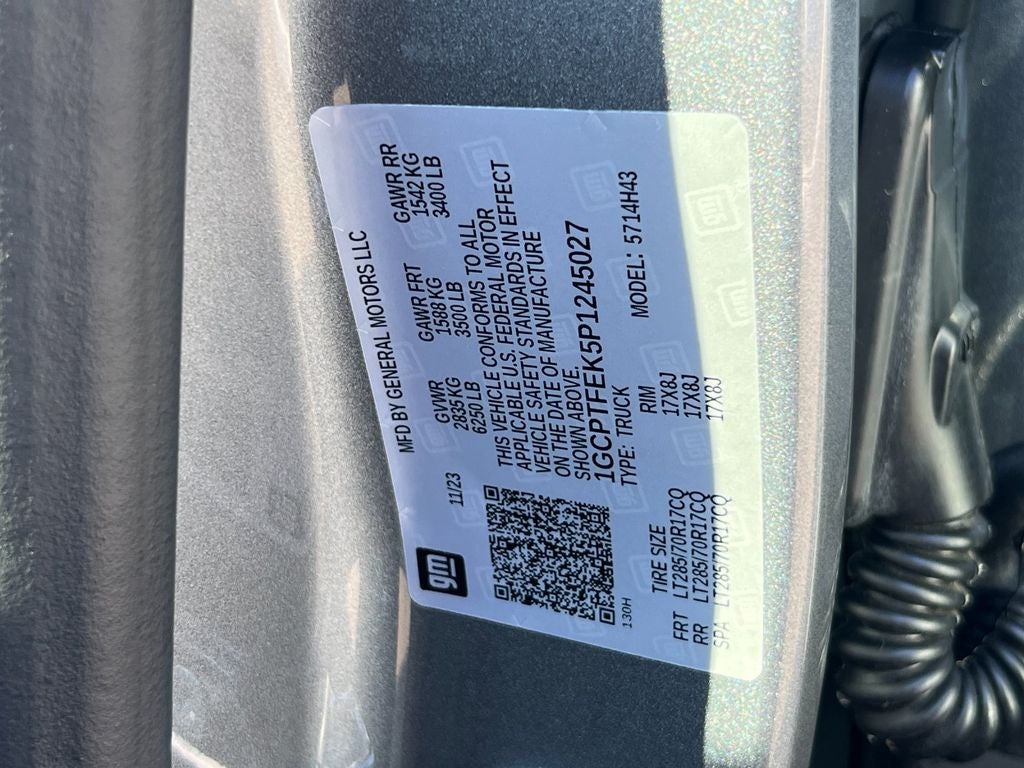 gm
MFD BY GENERAL MOTORS LLC
11/23
GVWR GAWR FRT GAWR RR
2835 KG 1588 KG 1542 KG
6250 LB 3500 LB 3400 LB
THIS VEHICLE CONFORMS TO ALL
APPLICABLE U.S. FEDERAL MOTOR
VEHICLE SAFETY STANDARDS IN EFFECT
ON THE DATE OF MANUFACTURE
SHOWN ABOVE.
1GCPTFEK5P1245027
TYPE: TRUCK MODEL: 5714H43
130H
TIRE SIZE RIM
FRT LT285/70R17CQ 17X8J
RR LT285/70R17CQ 17X8J
SPA LT285/70R17CQ 17X8J